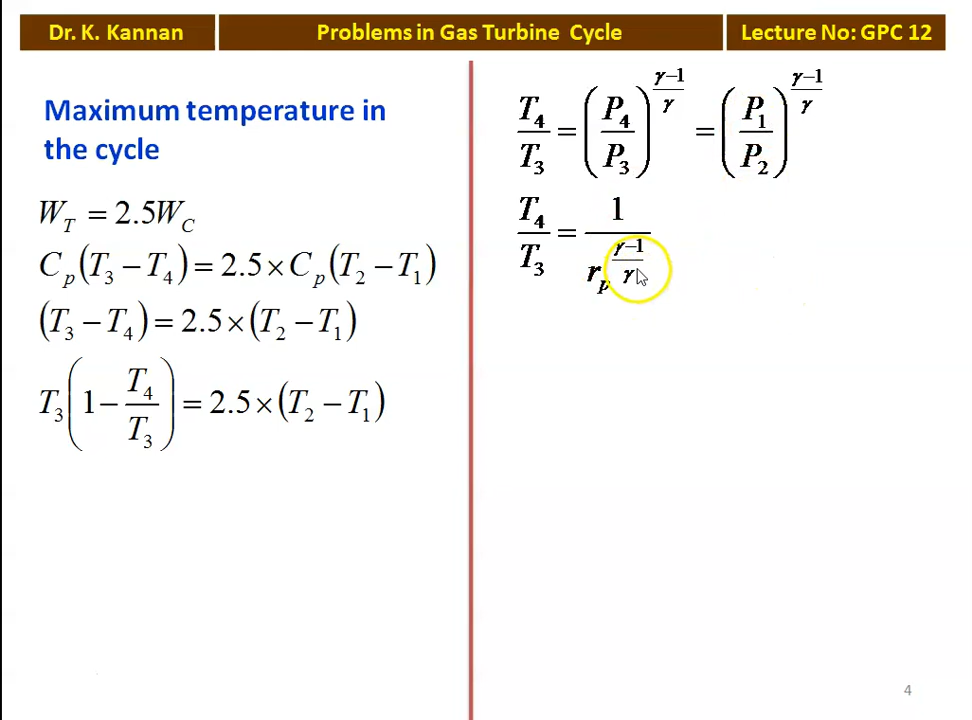 Dr. K. Kannan
Problems in Gas Turbine Cycle
Lecture No: GPC 12
Maximum temperature in
the cycle
W_T = 2.5W_C
C_p(T_3 − T_4) = 2.5 × C_p(T_2 − T_1)
(T_3 − T_4) = 2.5 × (T_2 − T_1)
T_3(1 − T_4/T_3) = 2.5 × (T_2 − T_1)
T_4/T_3 = (P_4/P_3)^((γ−1)/γ) = (P_1/P_2)^((γ−1)/γ)
T_4/T_3 = 1/r_p^((γ−1)/γ)
4